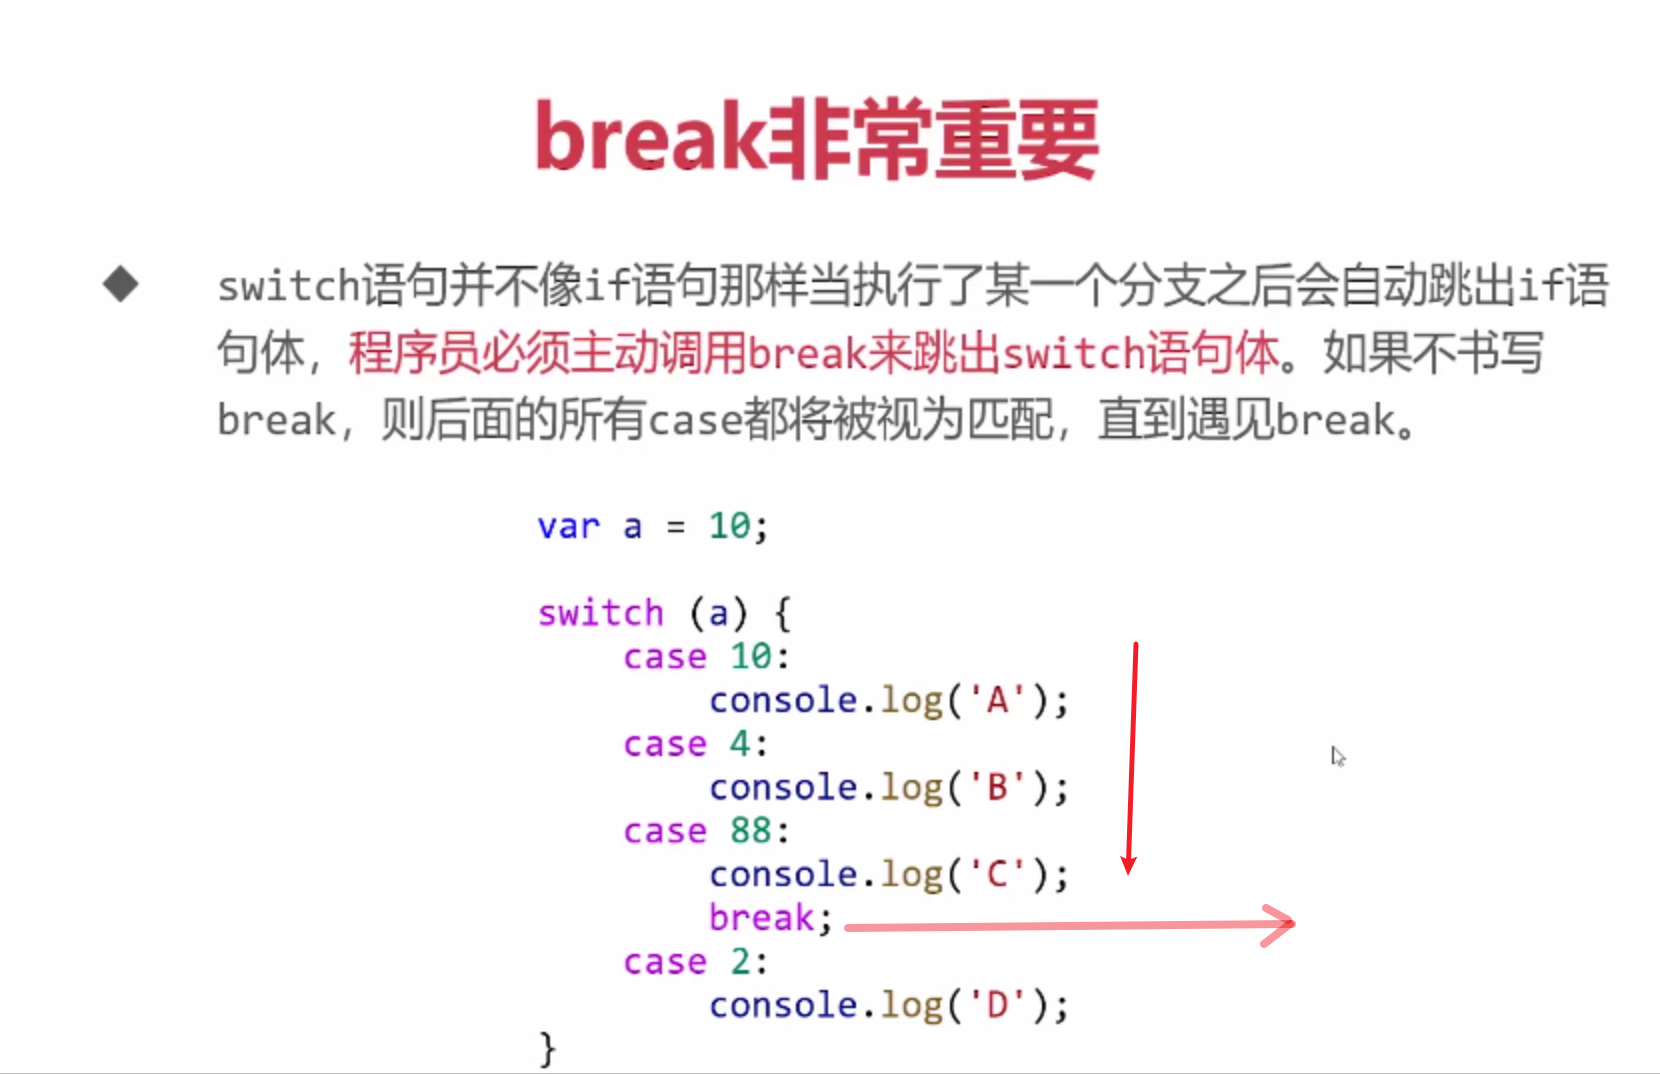 break非常重要
switch语句并不像if语句那样当执行了某一个分支之后会自动跳出if语
句体，程序员必须主动调用break来跳出switch语句体。如果不书写
break，则后面的所有case都将被视为匹配，直到遇见break。
var a = 10;
switch (a) {
    case 10:
        console.log('A');
    case 4:
        console.log('B');
    case 88:
        console.log('C');
        break;
    case 2:
        console.log('D');
}